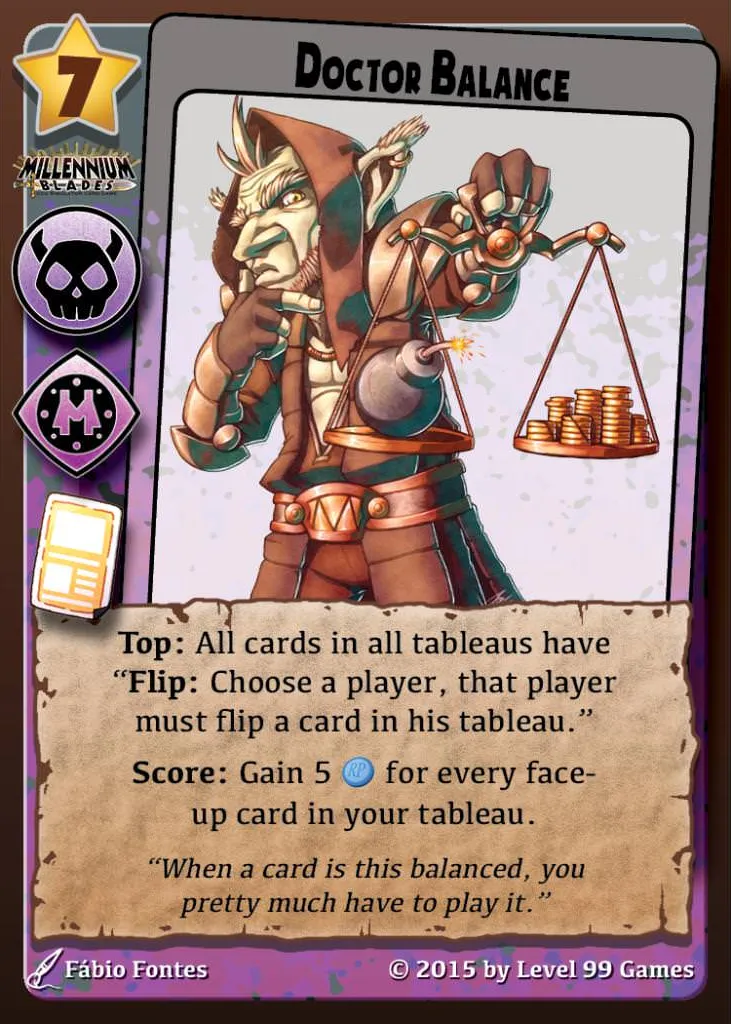 7
DOCTOR BALANCE
MILLENNIUM
BLADES
M
Top: All cards in all tableaus have
“Flip: Choose a player, that player
must flip a card in his tableau.”
Score: Gain 5 RP for every face-
up card in your tableau.
“When a card is this balanced, you
pretty much have to play it.”
Fábio Fontes
© 2015 by Level 99 Games